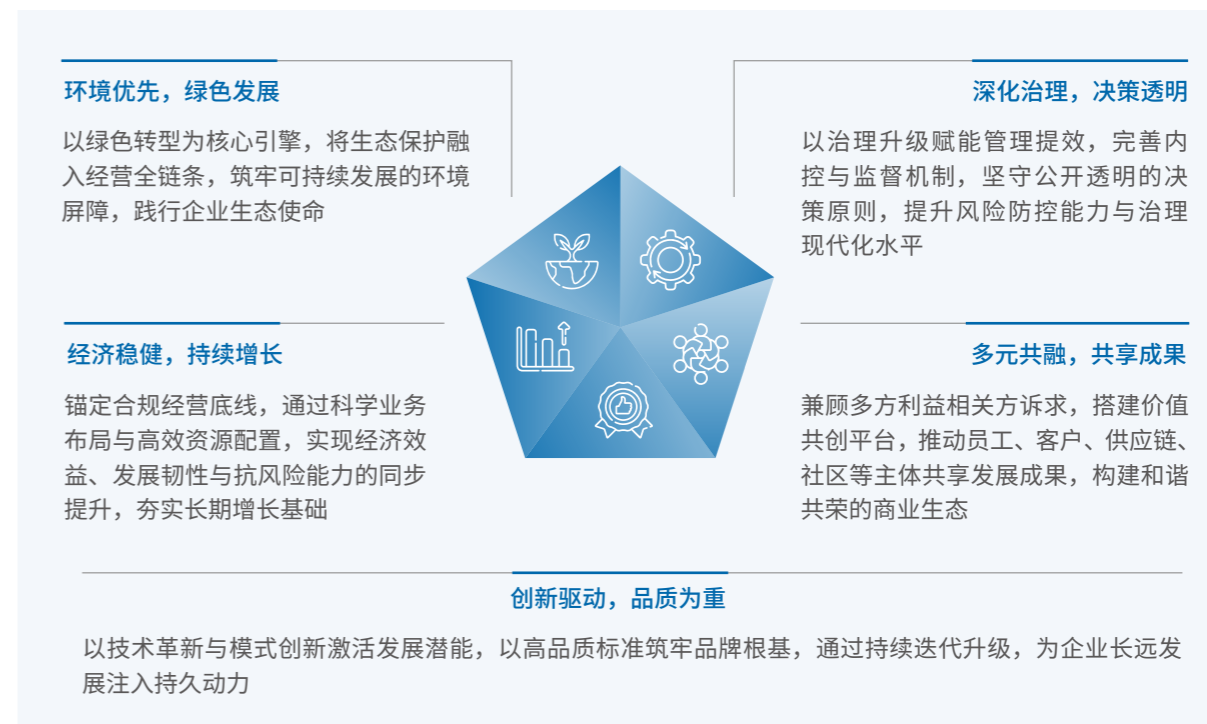 环境优先，绿色发展
以绿色转型为核心引擎，将生态保护融
入经营全链条，筑牢可持续发展的环境
屏障，践行企业生态使命
深化治理，决策透明
以治理升级赋能管理提效，完善内
控与监督机制，坚守公开透明的决
策原则，提升风险防控能力与治理
现代化水平
经济稳健，持续增长
锚定合规经营底线，通过科学业务
布局与高效资源配置，实现经济效
益、发展韧性与抗风险能力的同步
提升，夯实长期增长基础
多元共融，共享成果
兼顾多方利益相关方诉求，搭建价值
共创平台，推动员工、客户、供应链、
社区等主体共享发展成果，构建和谐
共荣的商业生态
创新驱动，品质为重
以技术革新与模式创新激活发展潜能，以高品质标准筑牢品牌根基，通过持续迭代升级，为企业长远发
展注入持久动力